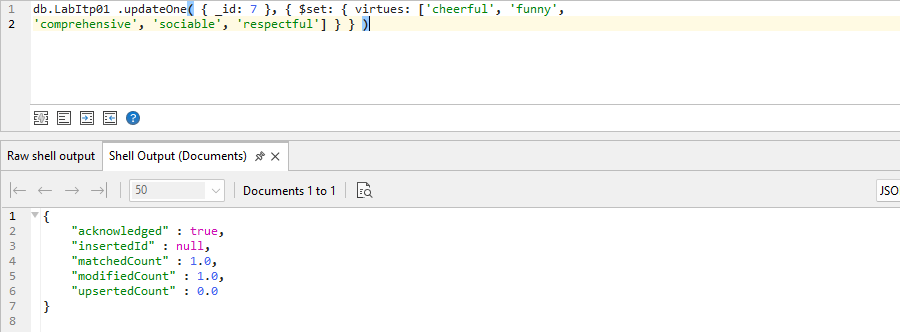 1 db.LabItp01 .updateOne( { _id: 7 }, { $set: { virtues: ['cheerful', 'funny',
2 'comprehensive', 'sociable', 'respectful'] } } )
?
Raw shell output Shell Output (Documents)
50 Documents 1 to 1 JSO
1 {
2 "acknowledged" : true,
3 "insertedId" : null,
4 "matchedCount" : 1.0,
5 "modifiedCount" : 1.0,
6 "upsertedCount" : 0.0
7 }
8